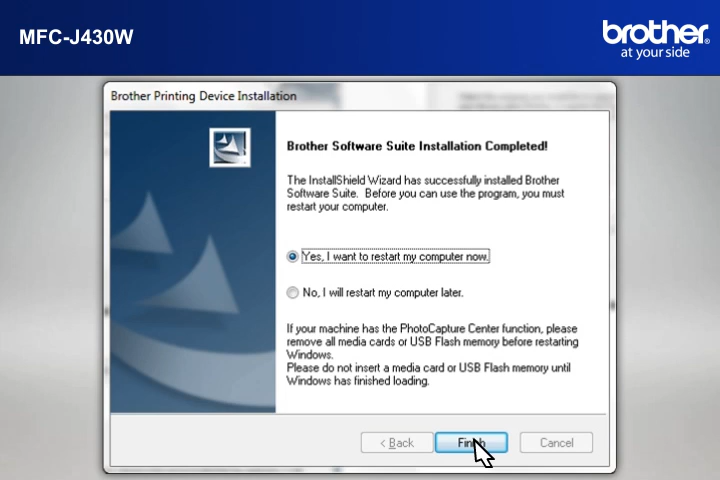 MFC-J430W
brother
at your side
Brother Printing Device Installation
Brother Software Suite Installation Completed!
The InstallShield Wizard has successfully installed Brother
Software Suite.  Before you can use the program, you must
restart your computer.
Yes, I want to restart my computer now.
No, I will restart my computer later.
If your machine has the PhotoCapture Center function, please
remove all media cards or USB Flash memory before restarting
Windows.
Please do not insert a media card or USB Flash memory until
Windows has finished loading.
< Back
Finish
Cancel